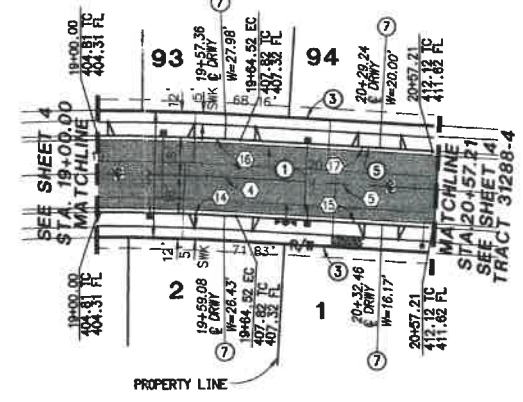 19+00.00
404.81 TC
404.31 FL
93
7
19+57.36
℄ DRWY
W=27.98'
19+64.52 EC
407.82 TC
407.32 FL
94
20+29.24
℄ DRWY
W=20.00'
7
20+57.21
412.12 TC
411.62 FL
12'
5'
SWK
68
16'
3
SEE SHEET 4
STA. 19+00.00
MATCHLINE
16
1
17
5
4
5
14
15
MATCHLINE
STA.20+57.21
SEE SHEET 4
TRACT 31288-4
19+00.00
404.81 TC
404.31 FL
12'
5'
SWK
71
83'
3
2
19+59.08
℄ DRWY
W=26.43'
19+64.52 EC
407.82 TC
407.32 FL
7
1
20+32.46
℄ DRWY
W=16.17'
7
20+57.21
412.12 TC
411.62 FL
PROPERTY LINE